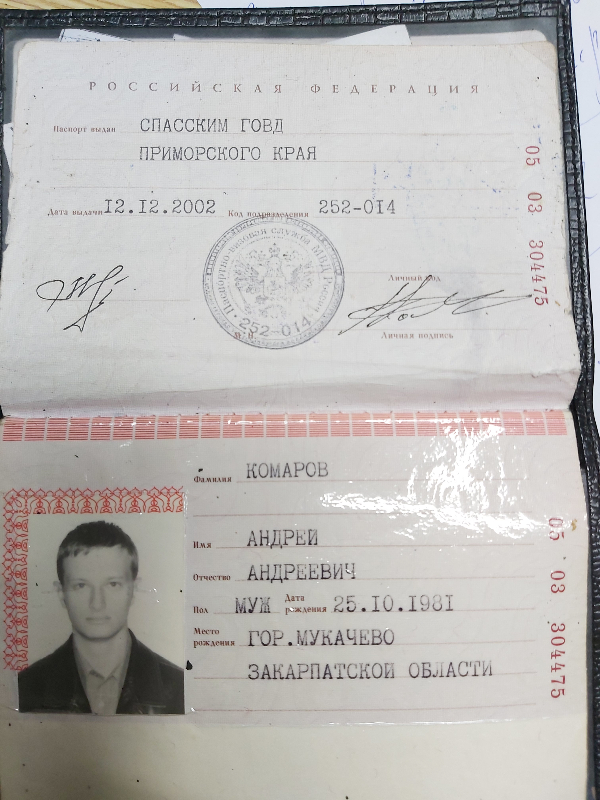 РОССИЙСКАЯ ФЕДЕРАЦИЯ
Паспорт выдан СПАССКИМ ГОВД
ПРИМОРСКОГО КРАЯ
Дата выдачи 12.12.2002 Код подразделения 252-014
Личный код
Паспортно-визовая служба МВД России
252-014
Личная подпись
05 03 304475
Фамилия КОМАРОВ
Имя АНДРЕЙ
Отчество АНДРЕЕВИЧ
Пол МУЖ Дата рождения 25.10.1981
Место рождения ГОР.МУКАЧЕВО
ЗАКАРПАТСКОЙ ОБЛАСТИ
05 03 304475